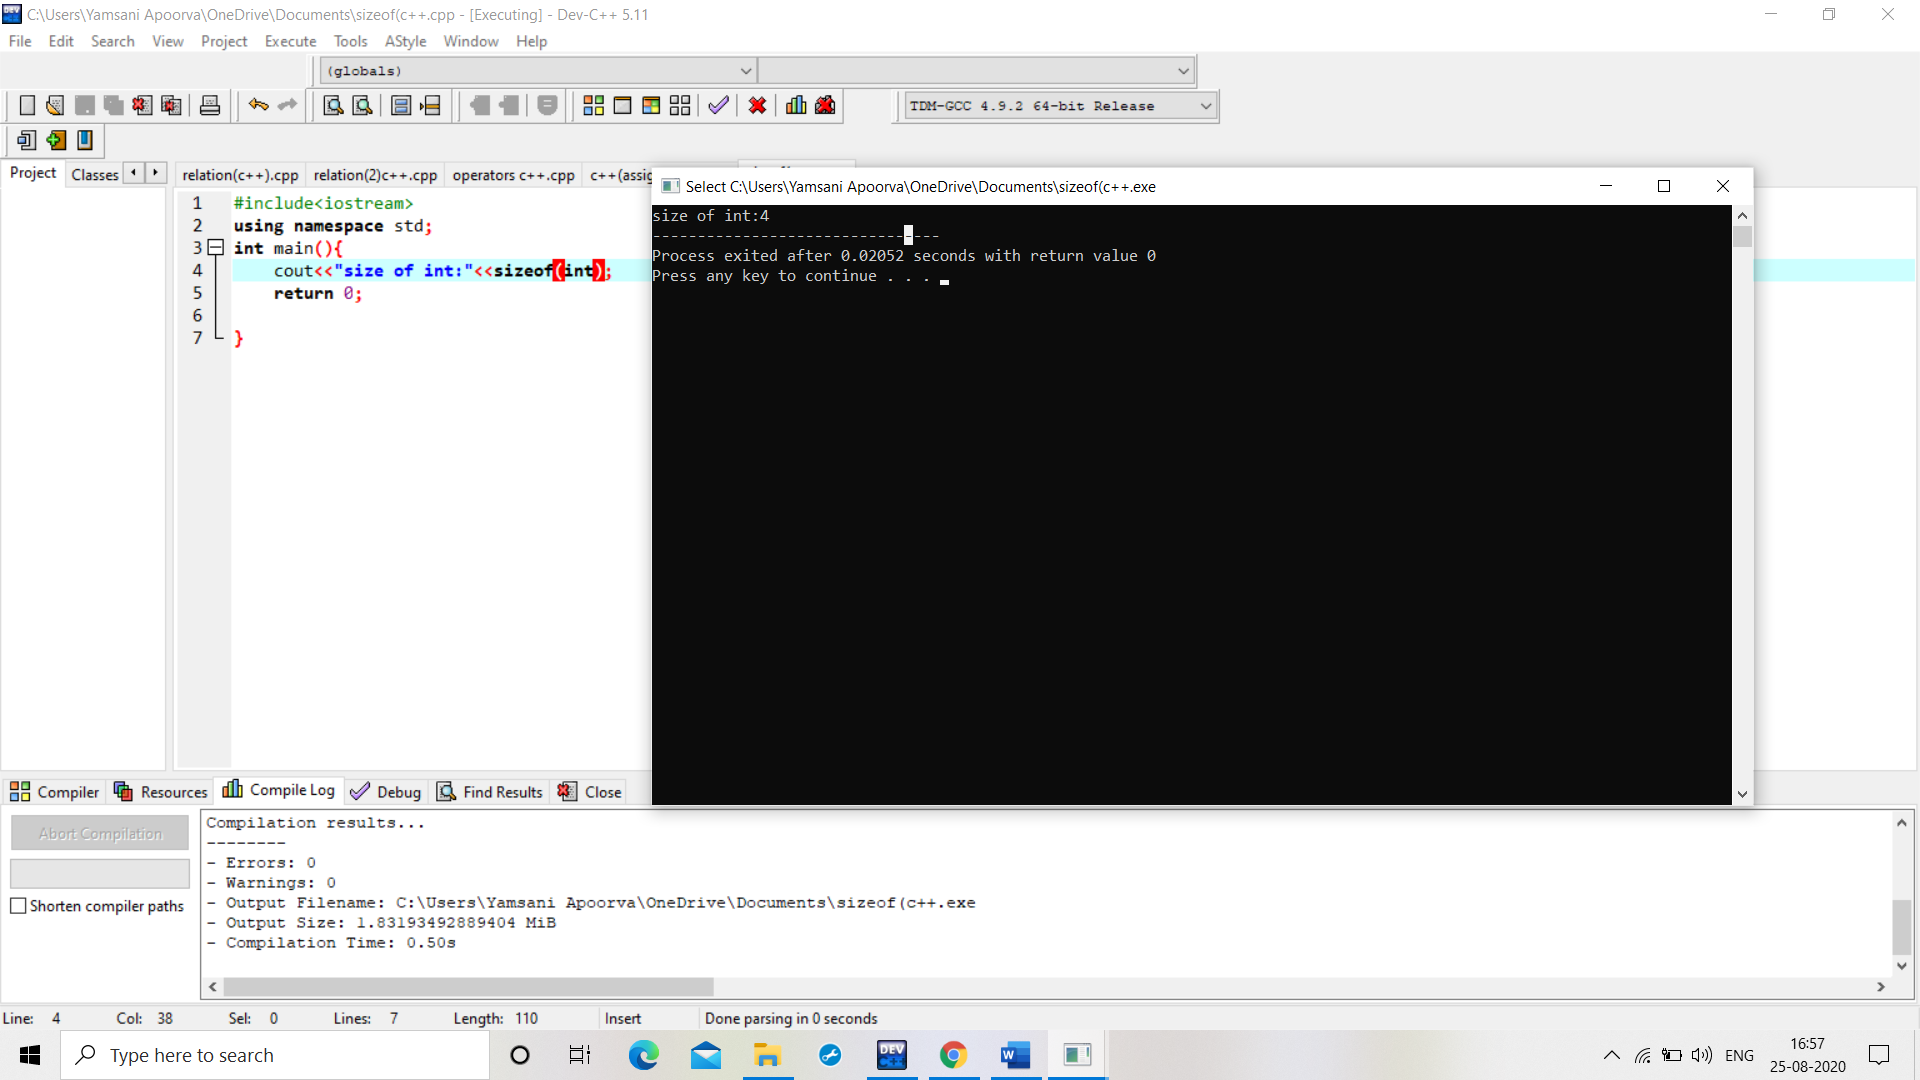 C:\Users\Yamsani Apoorva\OneDrive\Documents\sizeof(c++.cpp - [Executing] - Dev-C++ 5.11
File Edit Search View Project Execute Tools AStyle Window Help
(globals)
TDM-GCC 4.9.2 64-bit Release
Project Classes
relation(c++).cpp relation(2)c++.cpp operators c++.cpp c++(assig
1 #include<iostream>
2 using namespace std;
3 int main(){
4 cout<<"size of int:"<<sizeof(int);
5 return 0;
6
7 }
Select C:\Users\Yamsani Apoorva\OneDrive\Documents\sizeof(c++.exe
size of int:4
--------------------------------
Process exited after 0.02052 seconds with return value 0
Press any key to continue . . .
Compiler Resources Compile Log Debug Find Results Close
Abort Compilation
Shorten compiler paths
Compilation results...
--------
- Errors: 0
- Warnings: 0
- Output Filename: C:\Users\Yamsani Apoorva\OneDrive\Documents\sizeof(c++.exe
- Output Size: 1.83193492889404 MiB
- Compilation Time: 0.50s
Line: 4 Col: 38 Sel: 0 Lines: 7 Length: 110 Insert Done parsing in 0 seconds
Type here to search
DEV C++
W
ENG
16:57
25-08-2020